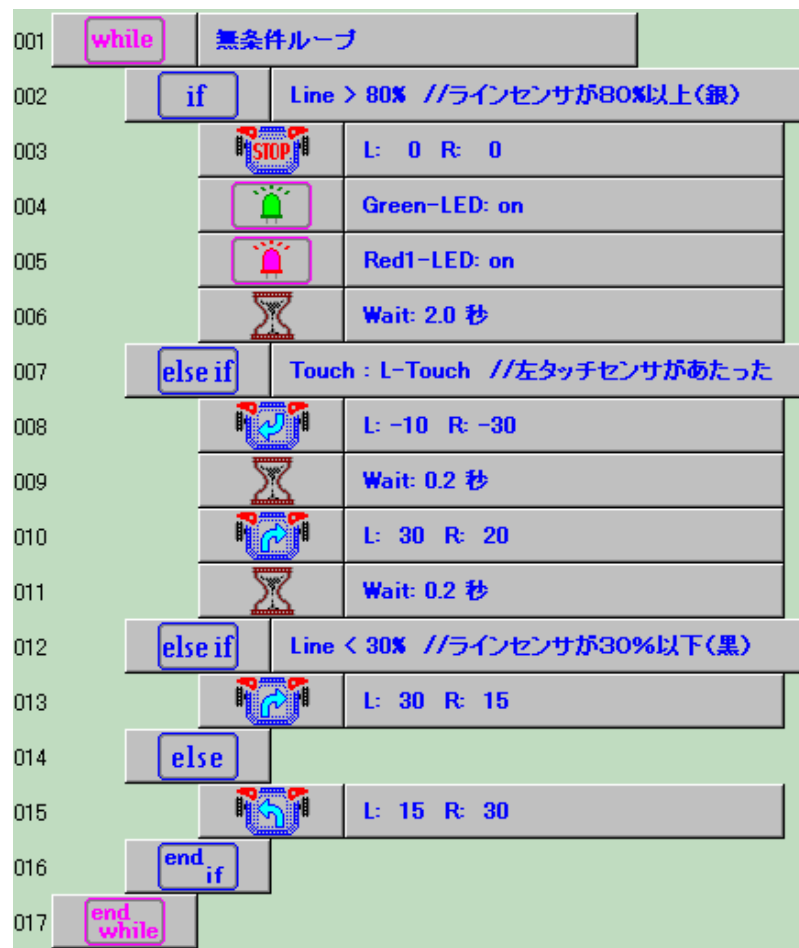 001 while 無条件ループ
002 if Line > 80% //ラインセンサが80%以上(銀)
003 STOP L: 0 R: 0
004 Green-LED: on
005 Red1-LED: on
006 Wait: 2.0 秒
007 else if Touch : L-Touch //左タッチセンサがあたった
008 L: -10 R: -30
009 Wait: 0.2 秒
010 L: 30 R: 20
011 Wait: 0.2 秒
012 else if Line < 30% //ラインセンサが30%以下(黒)
013 L: 30 R: 15
014 else
015 L: 15 R: 30
016 end if
017 end while